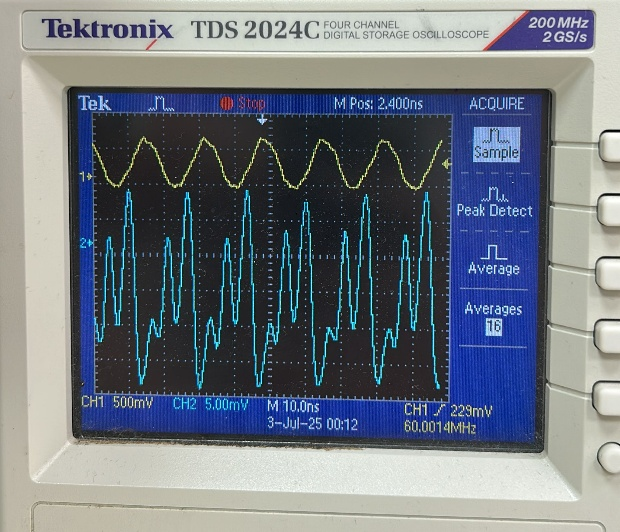 Tektronix TDS 2024C FOUR CHANNEL DIGITAL STORAGE OSCILLOSCOPE
200 MHz
2 GS/s
Tek Stop M Pos: 2.400ns ACQUIRE
Sample
Peak Detect
Average
Averages
16
1+
2+
CH1 500mV CH2 5.00mV M 10.0ns CH1 / 229mV
3-Jul-25 00:12 60.0014MHz